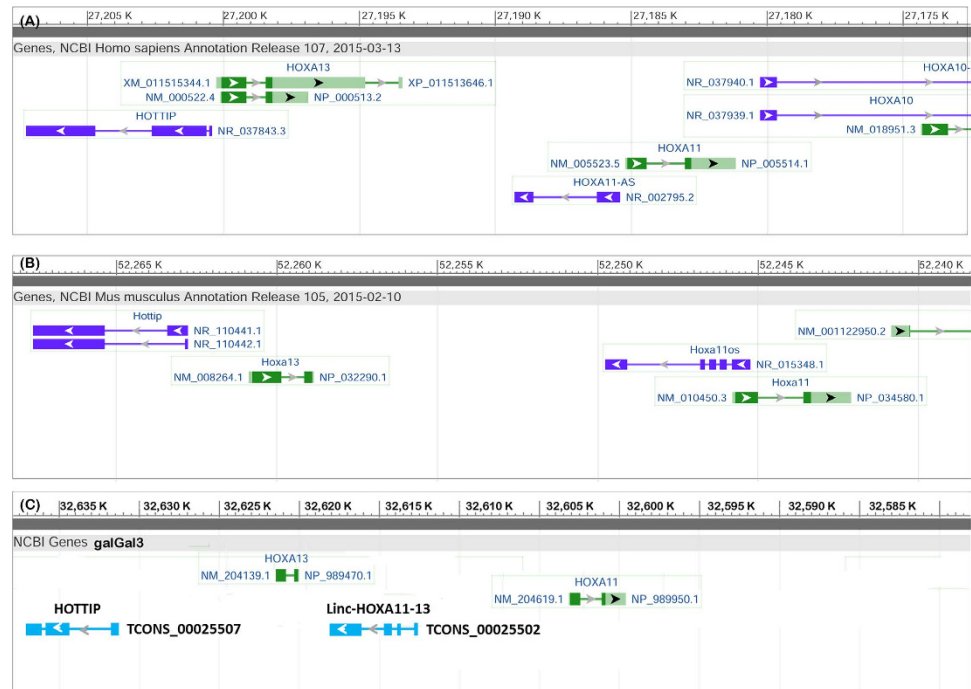 (A)
27,205 K 27,200 K 27,195 K 27,190 K 27,185 K 27,180 K 27,175 K
Genes, NCBI Homo sapiens Annotation Release 107, 2015-03-13
HOXA13 HOXA10-
XM_011515344.1 XP_011513646.1 NR_037940.1
NM_000522.4 NP_000513.2 HOXA10
HOTTIP NR_037939.1
NR_037843.3 NM_018951.3
HOXA11
NM_005523.5 NP_005514.1
HOXA11-AS
NR_002795.2
(B)
52,265 K 52,260 K 52,255 K 52,250 K 52,245 K 52,240 K
Genes, NCBI Mus musculus Annotation Release 105, 2015-02-10
Hottip
NR_110441.1 NM_001122950.2
NR_110442.1
Hoxa11os
Hoxa13 NR_015348.1
NM_008264.1 NP_032290.1
Hoxa11
NM_010450.3 NP_034580.1
(C)
32,635 K 32,630 K 32,625 K 32,620 K 32,615 K 32,610 K 32,605 K 32,600 K 32,595 K 32,590 K 32,585 K
NCBI Genes galGal3
HOXA13
NM_204139.1 NP_989470.1
HOXA11
NM_204619.1 NP_989950.1
HOTTIP Linc-HOXA11-13
TCONS_00025507 TCONS_00025502